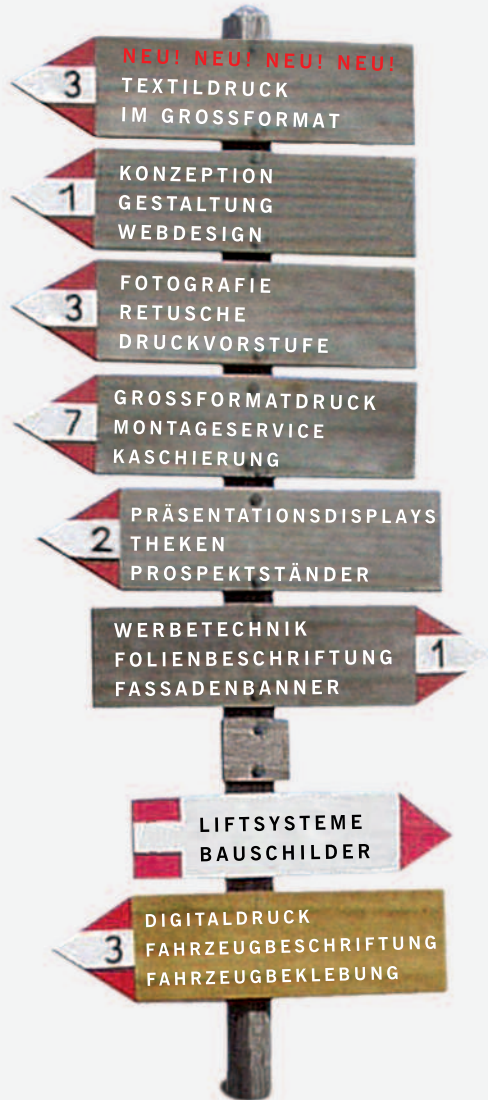 NEU! NEU! NEU! NEU!
3
TEXTILDRUCK
IM GROSSFORMAT
KONZEPTION
1
GESTALTUNG
WEBDESIGN
FOTOGRAFIE
3
RETUSCHE
DRUCKVORSTUFE
GROSSFORMATDRUCK
7
MONTAGESERVICE
KASCHIERUNG
PRÄSENTATIONSDISPLAYS
2
THEKEN
PROSPEKTSTÄNDER
WERBETECHNIK
FOLIENBESCHRIFTUNG
1
FASSADENBANNER
LIFTSYSTEME
BAUSCHILDER
DIGITALDRUCK
3
FAHRZEUGBESCHRIFTUNG
FAHRZEUGBEKLEBUNG